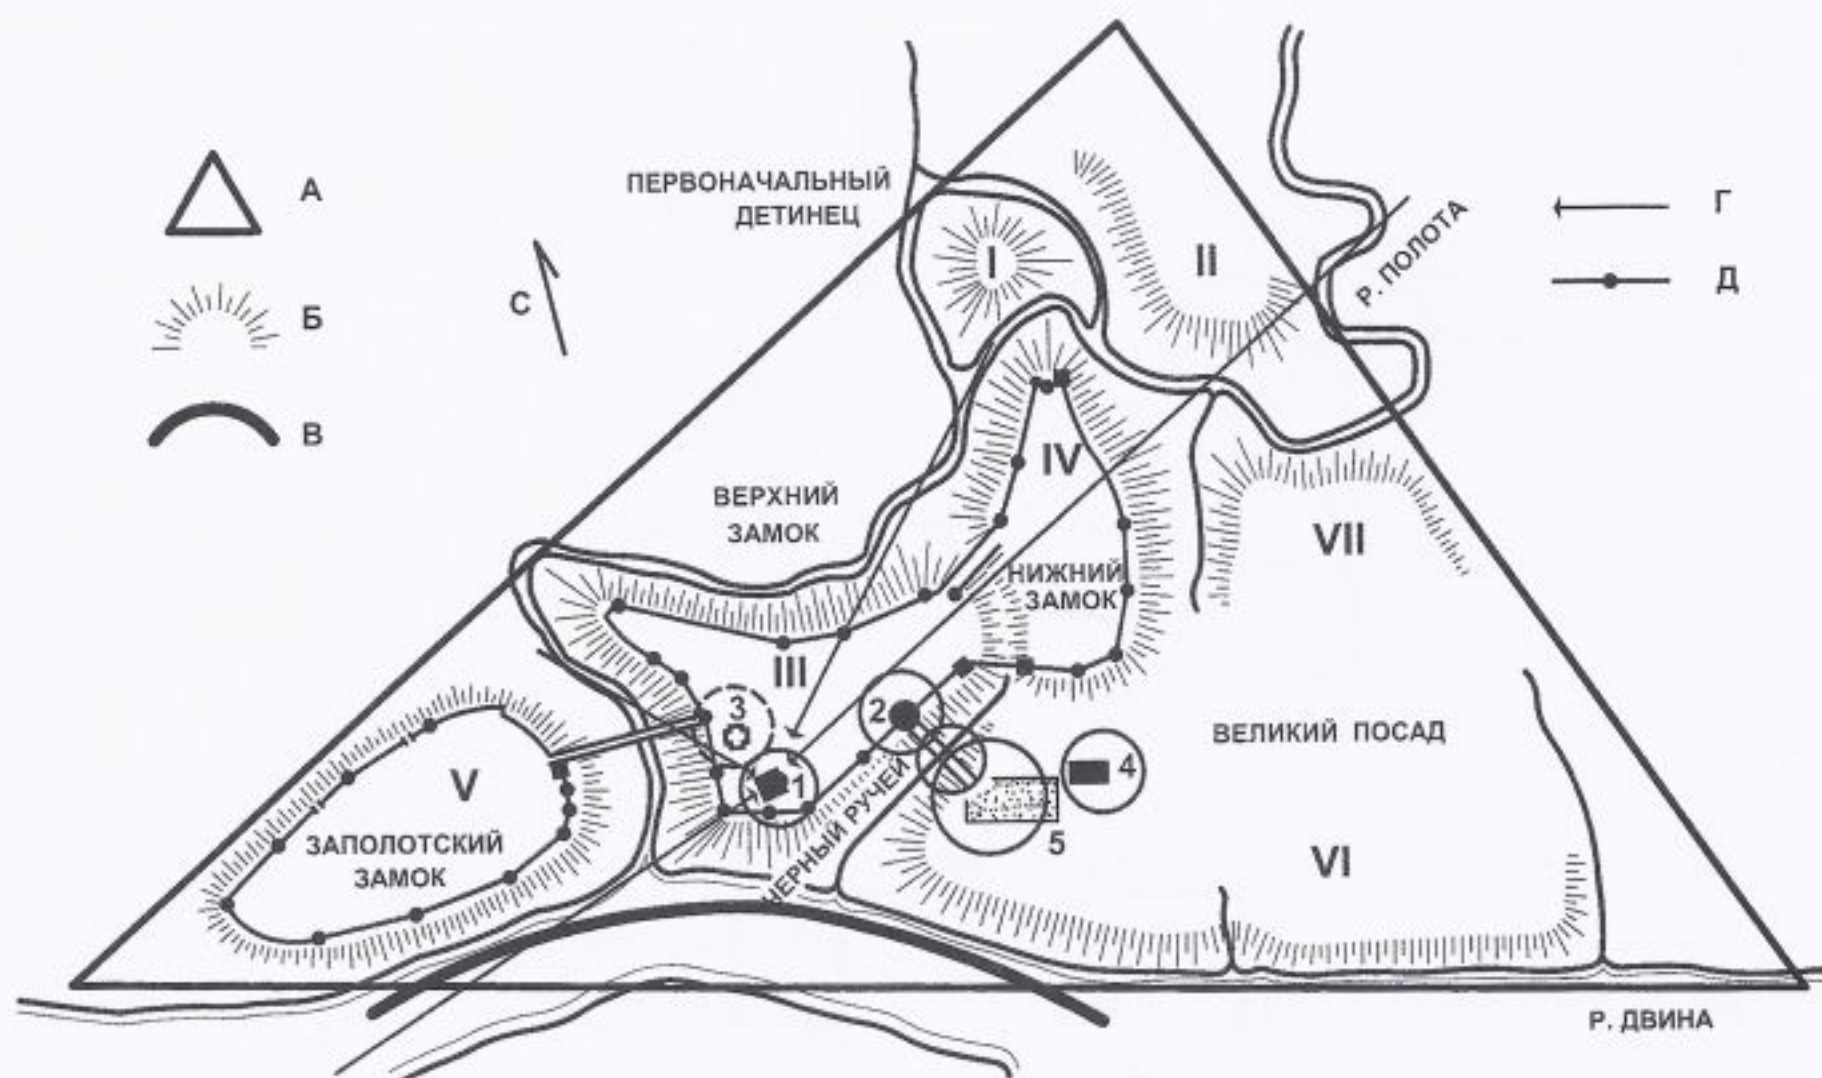 А
Б
В
С
ПЕРВОНАЧАЛЬНЫЙ
ДЕТИНЕЦ
I
II
Р. ПОЛОТА
Г
Д
ВЕРХНИЙ
ЗАМОК
IV
НИЖНИЙ
ЗАМОК
VII
III
3
2
1
4
5
ВЕЛИКИЙ ПОСАД
V
ЗАПОЛОТСКИЙ
ЗАМОК
ЧЕРНЫЙ РУЧЕЙ
VI
Р. ДВИНА